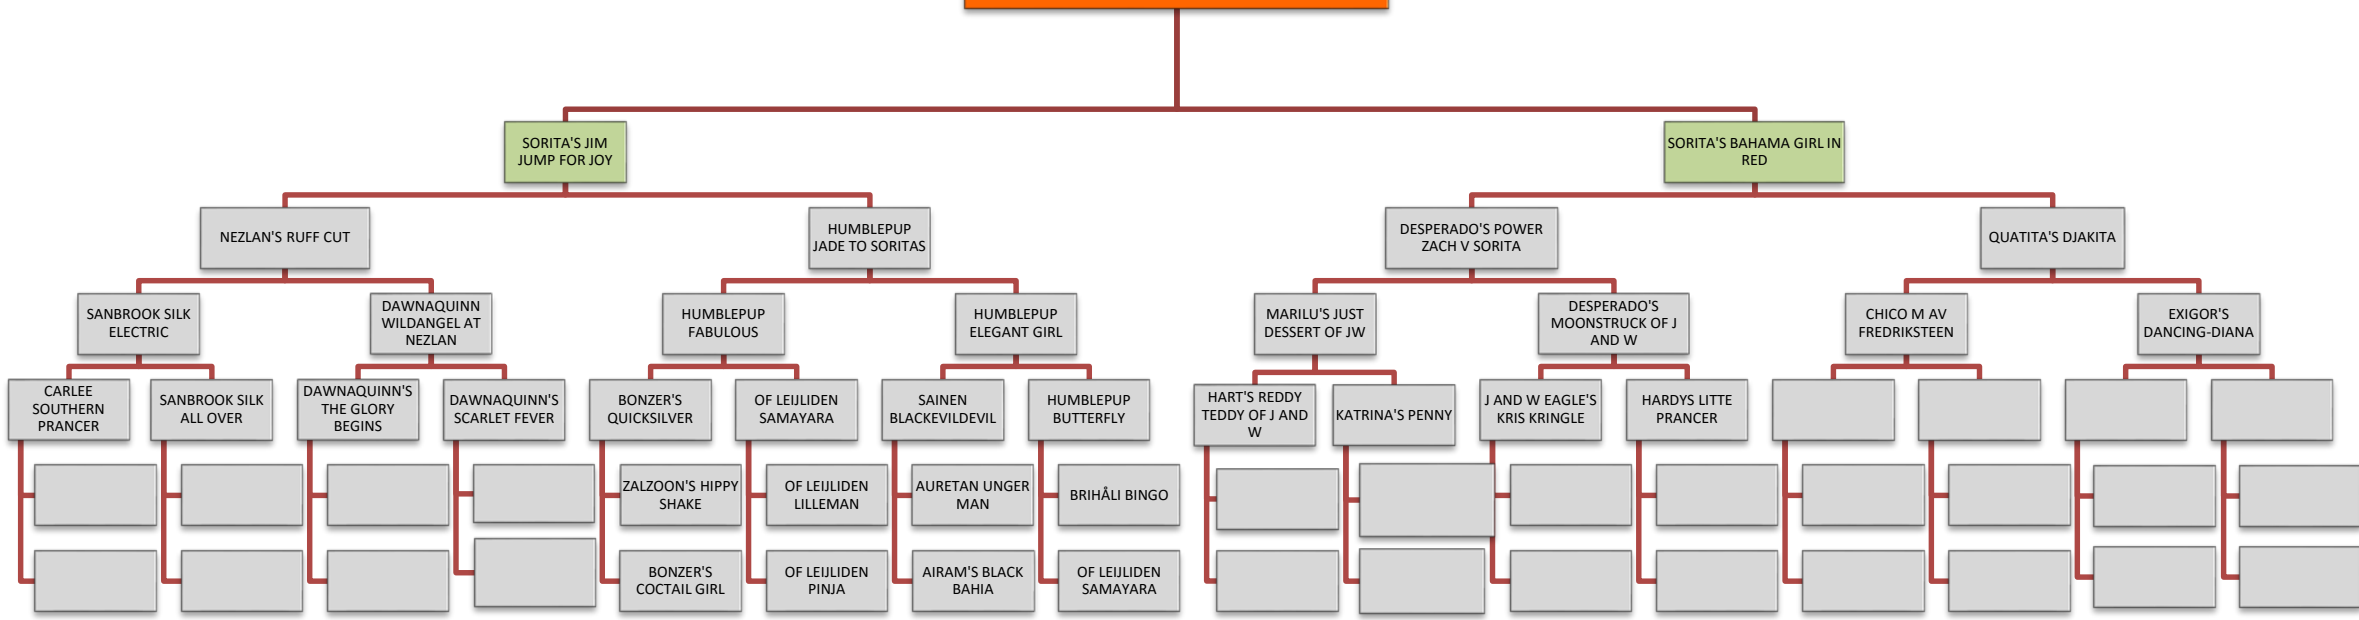 SORITA'S JIM
JUMP FOR JOY
SORITA'S BAHAMA GIRL IN
RED
NEZLAN'S RUFF CUT
HUMBLEPUP
JADE TO SORITAS
DESPERADO'S POWER
ZACH V SORITA
QUATITA'S DJAKITA
SANBROOK SILK
ELECTRIC
DAWNAQUINN
WILDANGEL AT
NEZLAN
HUMBLEPUP
FABULOUS
HUMBLEPUP
ELEGANT GIRL
MARILU'S JUST
DESSERT OF JW
DESPERADO'S
MOONSTRUCK OF J
AND W
CHICO M AV
FREDRIKSTEEN
EXIGOR'S
DANCING-DIANA
CARLEE
SOUTHERN
PRANCER
SANBROOK SILK
ALL OVER
DAWNAQUINN'S
THE GLORY
BEGINS
DAWNAQUINN'S
SCARLET FEVER
BONZER'S
QUICKSILVER
OF LEIJLIDEN
SAMAYARA
SAINEN
BLACKEVILDEVIL
HUMBLEPUP
BUTTERFLY
HART'S REDDY
TEDDY OF J AND
W
KATRINA'S PENNY
J AND W EAGLE'S
KRIS KRINGLE
HARDYS LITTE
PRANCER
ZALZOON'S HIPPY
SHAKE
OF LEIJLIDEN
LILLEMAN
AURETAN UNGER
MAN
BRIHÅLI BINGO
BONZER'S
COCTAIL GIRL
OF LEIJLIDEN
PINJA
AIRAM'S BLACK
BAHIA
OF LEIJLIDEN
SAMAYARA